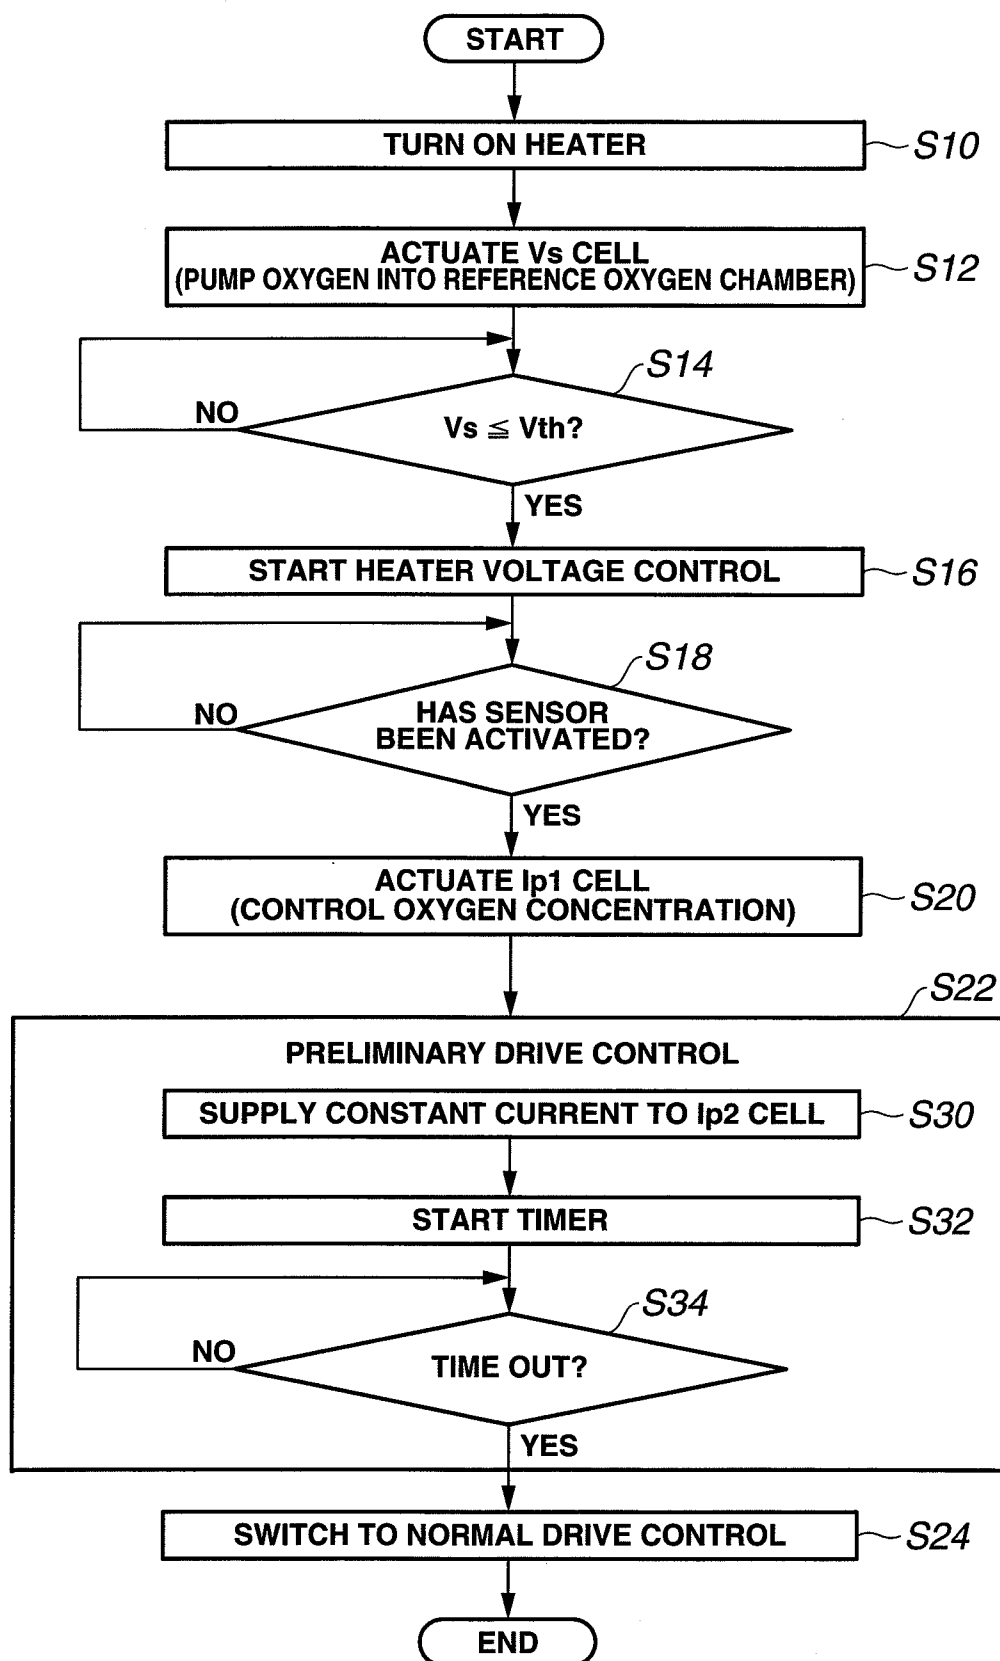 START
TURN ON HEATER
S10
ACTUATE Vs CELL
(PUMP OXYGEN INTO REFERENCE OXYGEN CHAMBER)
S12
S14
NO
Vs ≦ Vth?
YES
START HEATER VOLTAGE CONTROL
S16
S18
NO
HAS SENSOR
BEEN ACTIVATED?
YES
ACTUATE Ip1 CELL
(CONTROL OXYGEN CONCENTRATION)
S20
S22
PRELIMINARY DRIVE CONTROL
SUPPLY CONSTANT CURRENT TO Ip2 CELL
S30
START TIMER
S32
S34
NO
TIME OUT?
YES
SWITCH TO NORMAL DRIVE CONTROL
S24
END